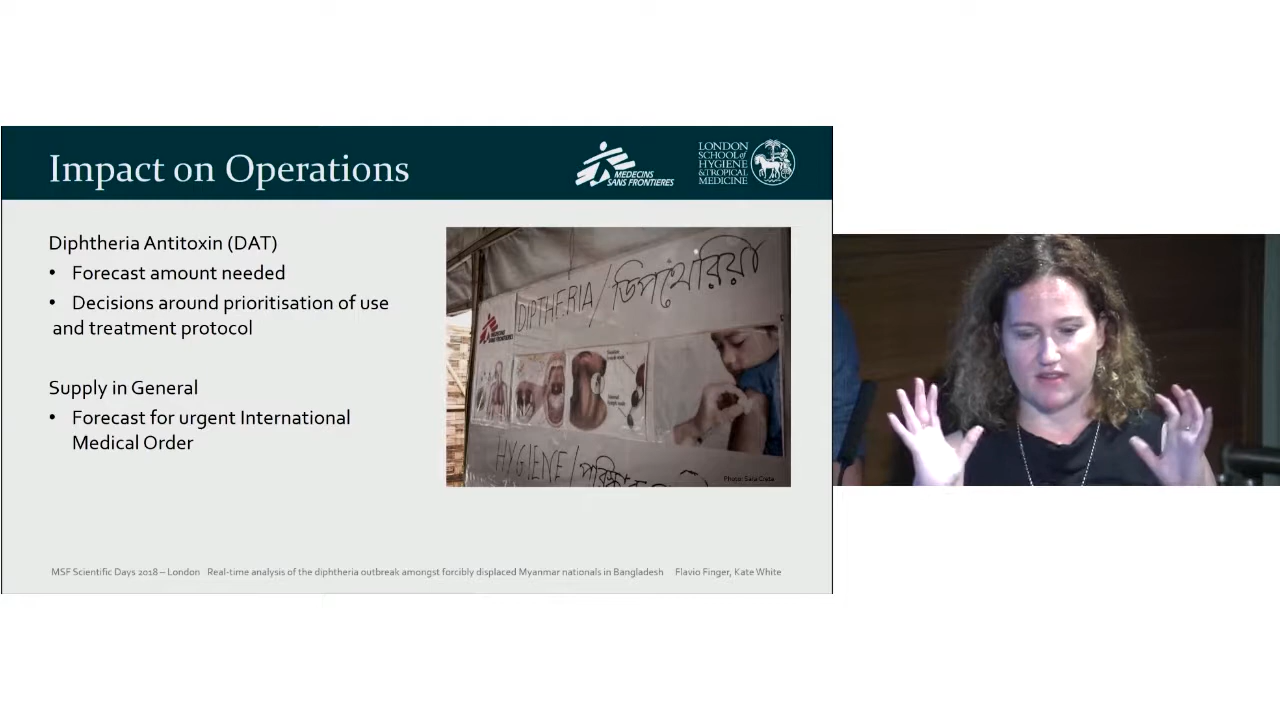 Impact on Operations
MEDECINS
SANS FRONTIERES
LONDON
SCHOOL of
HYGIENE
& TROPICAL
MEDICINE
Diphtheria Antitoxin (DAT)
• Forecast amount needed
• Decisions around prioritisation of use
and treatment protocol
Supply in General
• Forecast for urgent International
Medical Order
DIPTHERIA / ডিপথেরিয়া
HYGIENE /
Photo: Sara Creta
MSF Scientific Days 2018 – London Real-time analysis of the diphtheria outbreak amongst forcibly displaced Myanmar nationals in Bangladesh Flavio Finger, Kate White